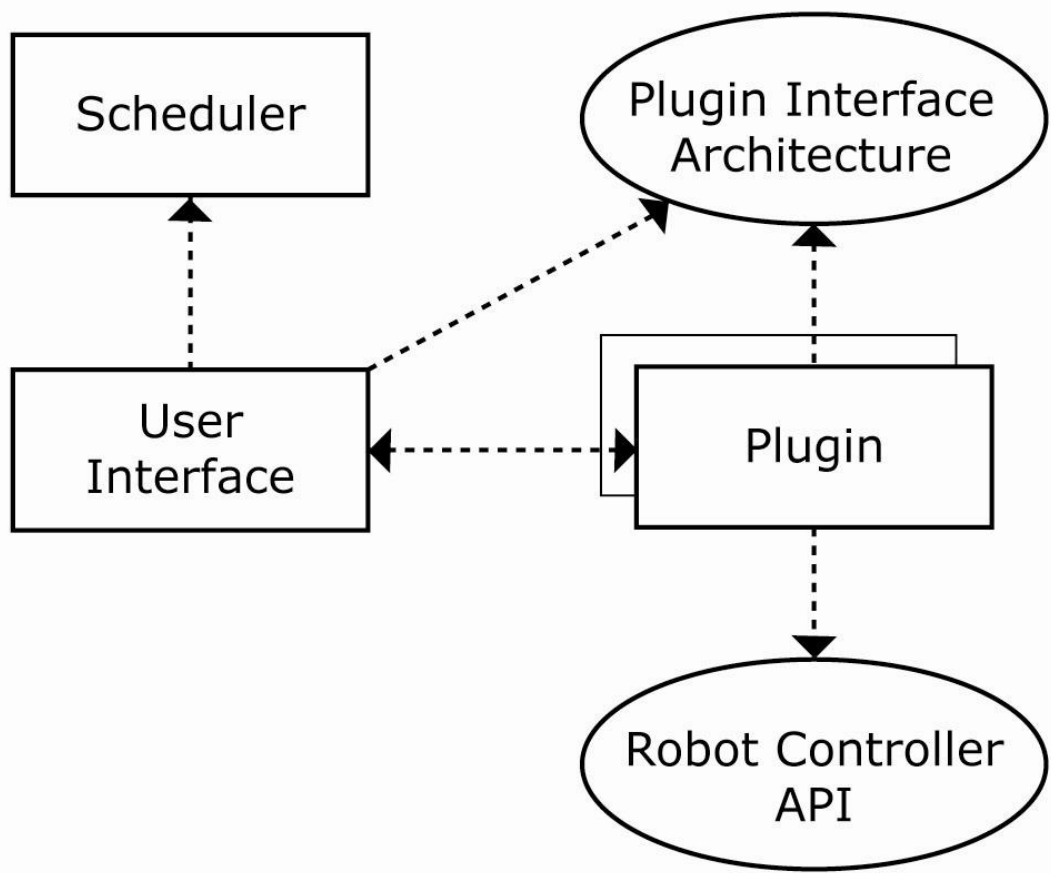 Scheduler
Plugin Interface
Architecture
User
Interface
Plugin
Robot Controller
API